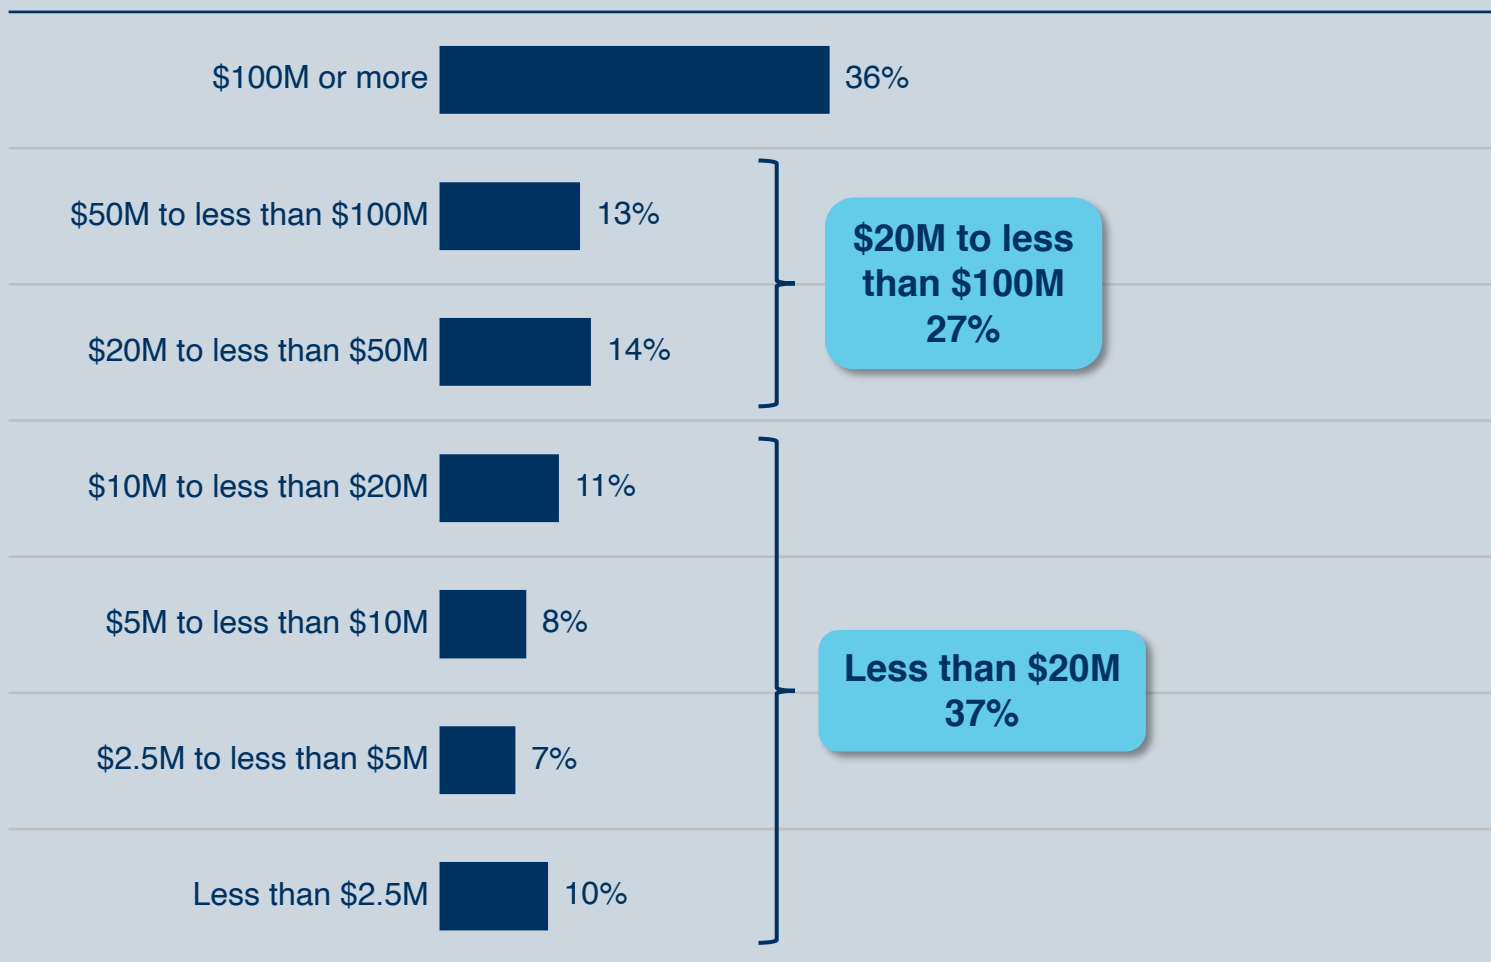 $100M or more 36%
$50M to less than $100M 13%
$20M to less than $50M 14%
$20M to less
than $100M
27%
$10M to less than $20M 11%
$5M to less than $10M 8%
$2.5M to less than $5M 7%
Less than $2.5M 10%
Less than $20M
37%